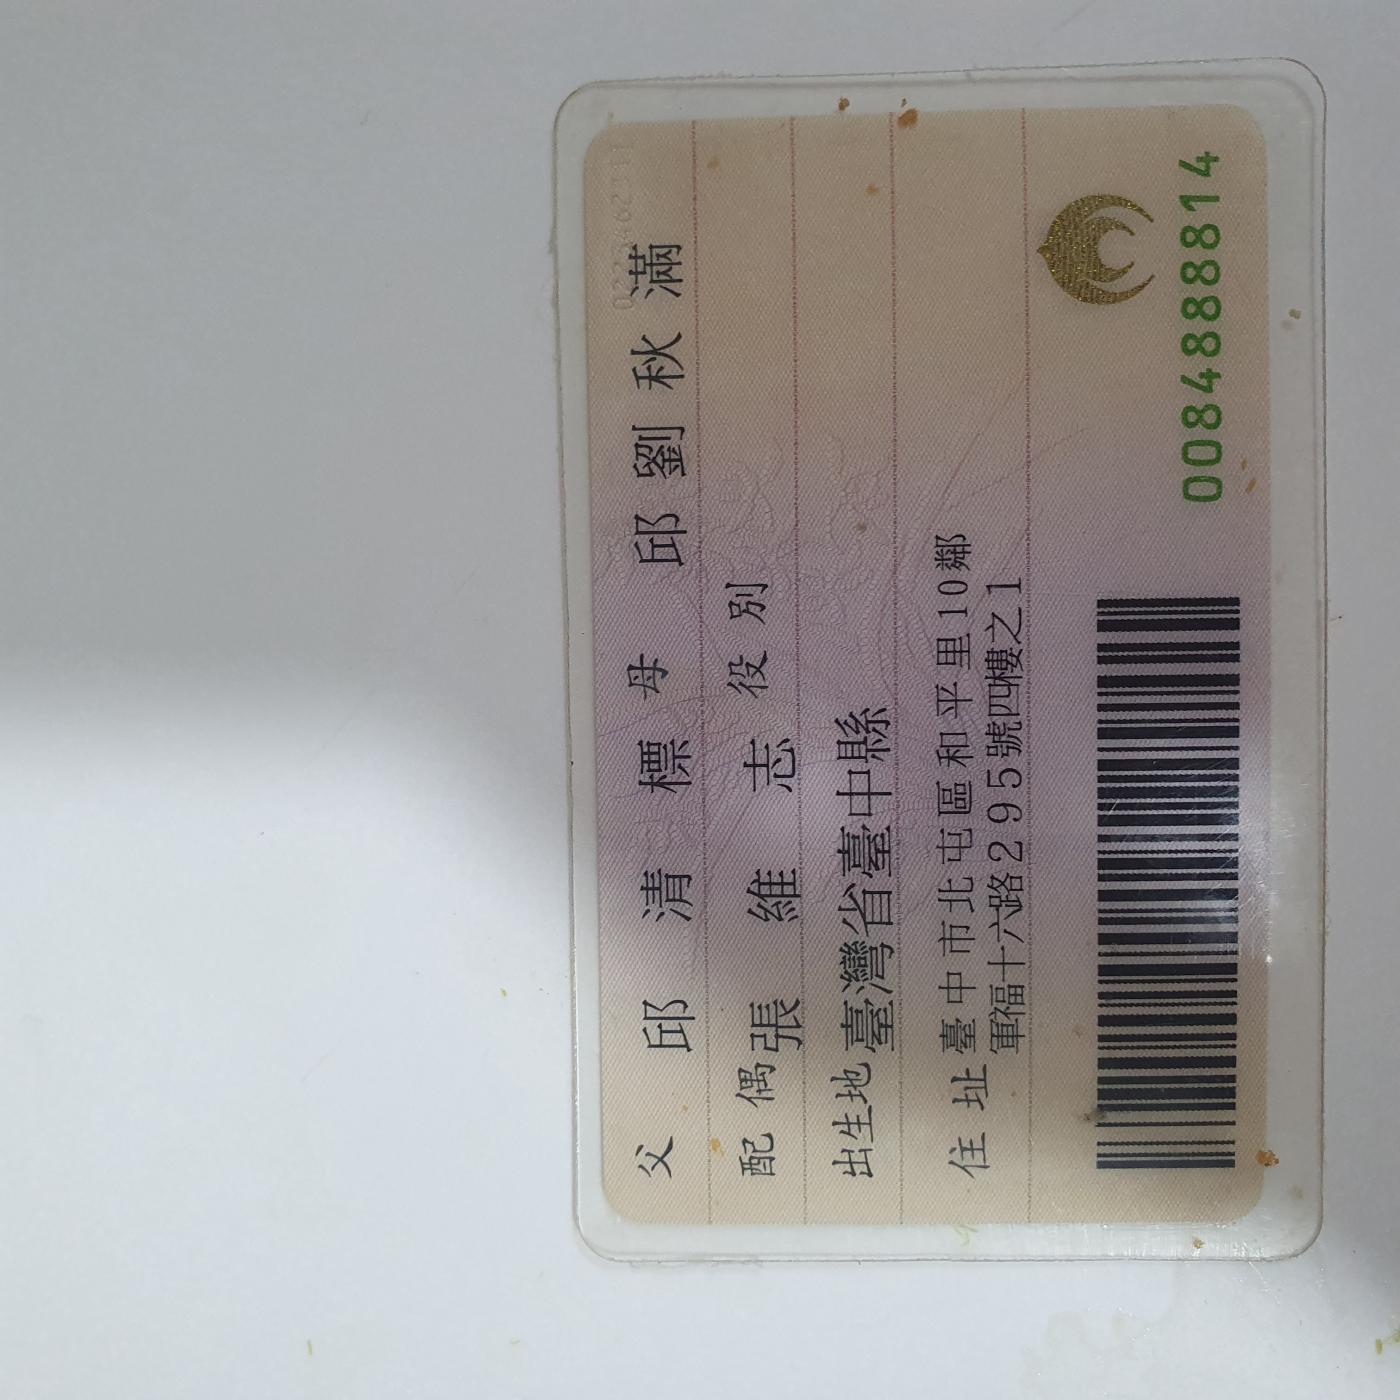 父 邱清標 母 邱劉秋滿
配偶 張維志 役別
出生地 臺灣省臺中縣
住址 臺中市北屯區和平里10鄰
軍福十六路295號四樓之1
0084888814